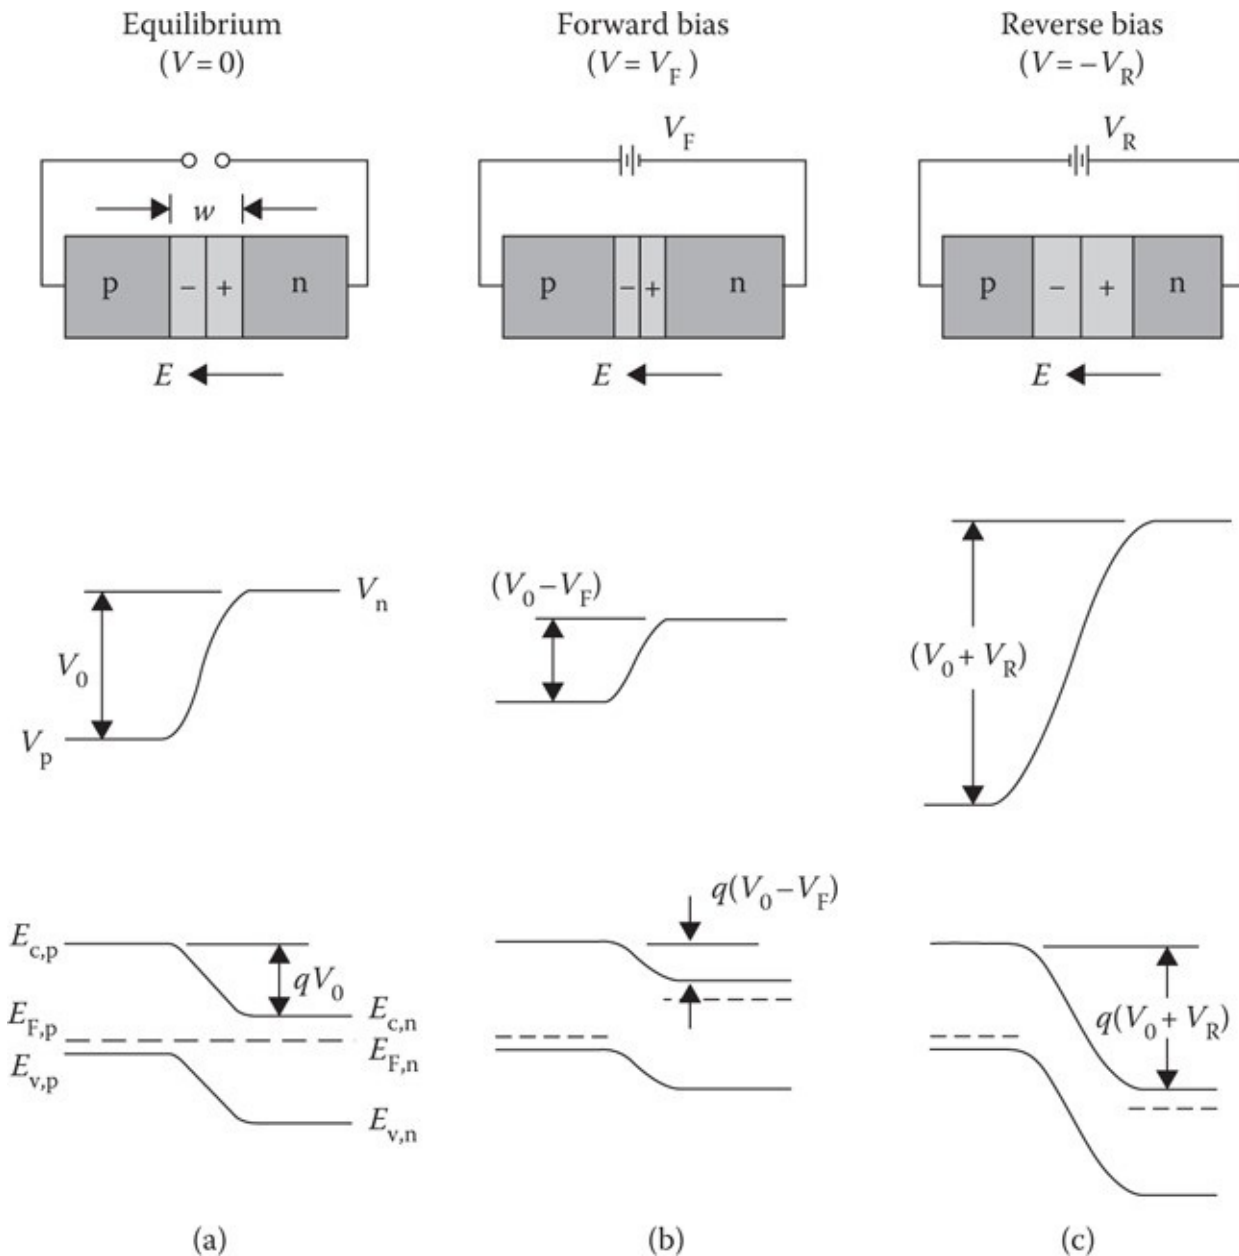 Equilibrium
(V = 0)
Forward bias
(V = V_F )
Reverse bias
(V = −V_R)
V_F
V_R
w
p
−
+
n
p
−
+
n
p
−
+
n
E
E
E
V_n
V_0
V_p
(V_0 − V_F)
(V_0 + V_R)
E_c,p
qV_0
E_F,p
E_c,n
E_v,p
E_F,n
E_v,n
q(V_0 − V_F)
q(V_0 + V_R)
(a)
(b)
(c)